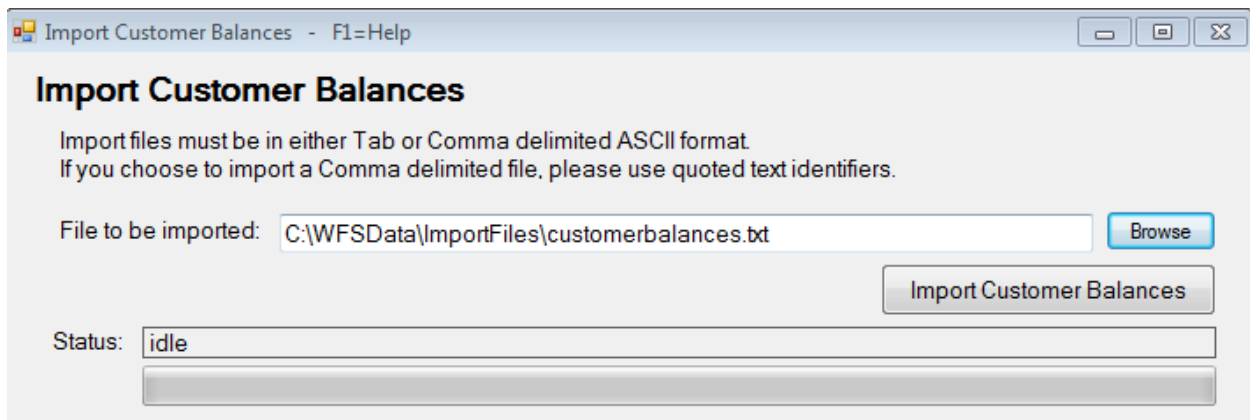 Import Customer Balances - F1=Help
Import Customer Balances
Import files must be in either Tab or Comma delimited ASCII format.
If you choose to import a Comma delimited file, please use quoted text identifiers.
File to be imported: C:\WFSData\ImportFiles\customerbalances.txt Browse
Import Customer Balances
Status: idle